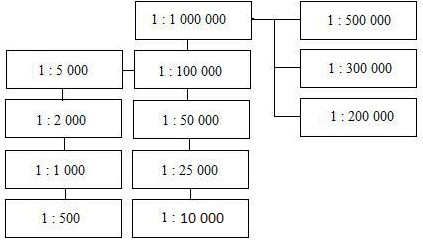 1 : 1 000 000
1 : 500 000
1 : 5 000
1 : 100 000
1 : 300 000
1 : 2 000
1 : 50 000
1 : 200 000
1 : 1 000
1 : 25 000
1 : 500
1 : 10 000